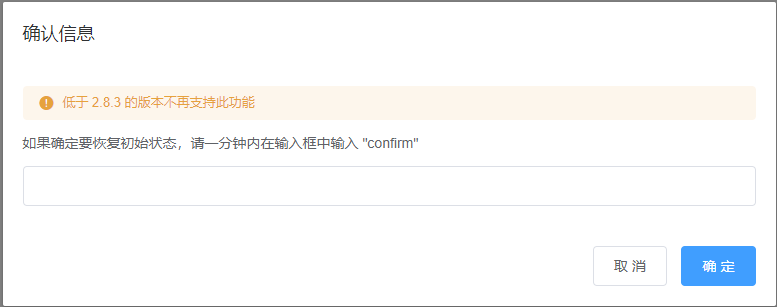 确认信息
低于 2.8.3 的版本不再支持此功能
如果确定要恢复初始状态，请一分钟内在输入框中输入 "confirm"
取 消
确 定